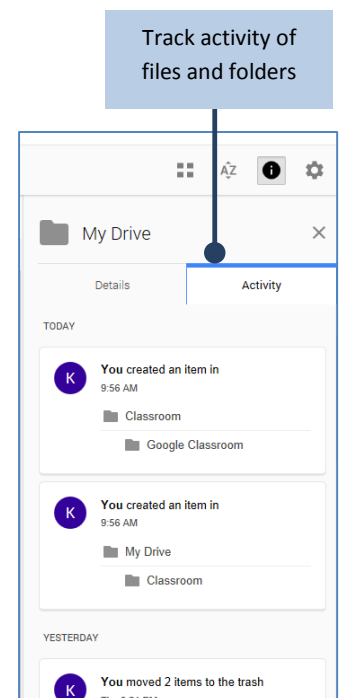 Track activity of
files and folders
AZ
My Drive
Details Activity
TODAY
K
You created an item in
9:56 AM
Classroom
Google Classroom
K
You created an item in
9:56 AM
My Drive
Classroom
YESTERDAY
K
You moved 2 items to the trash